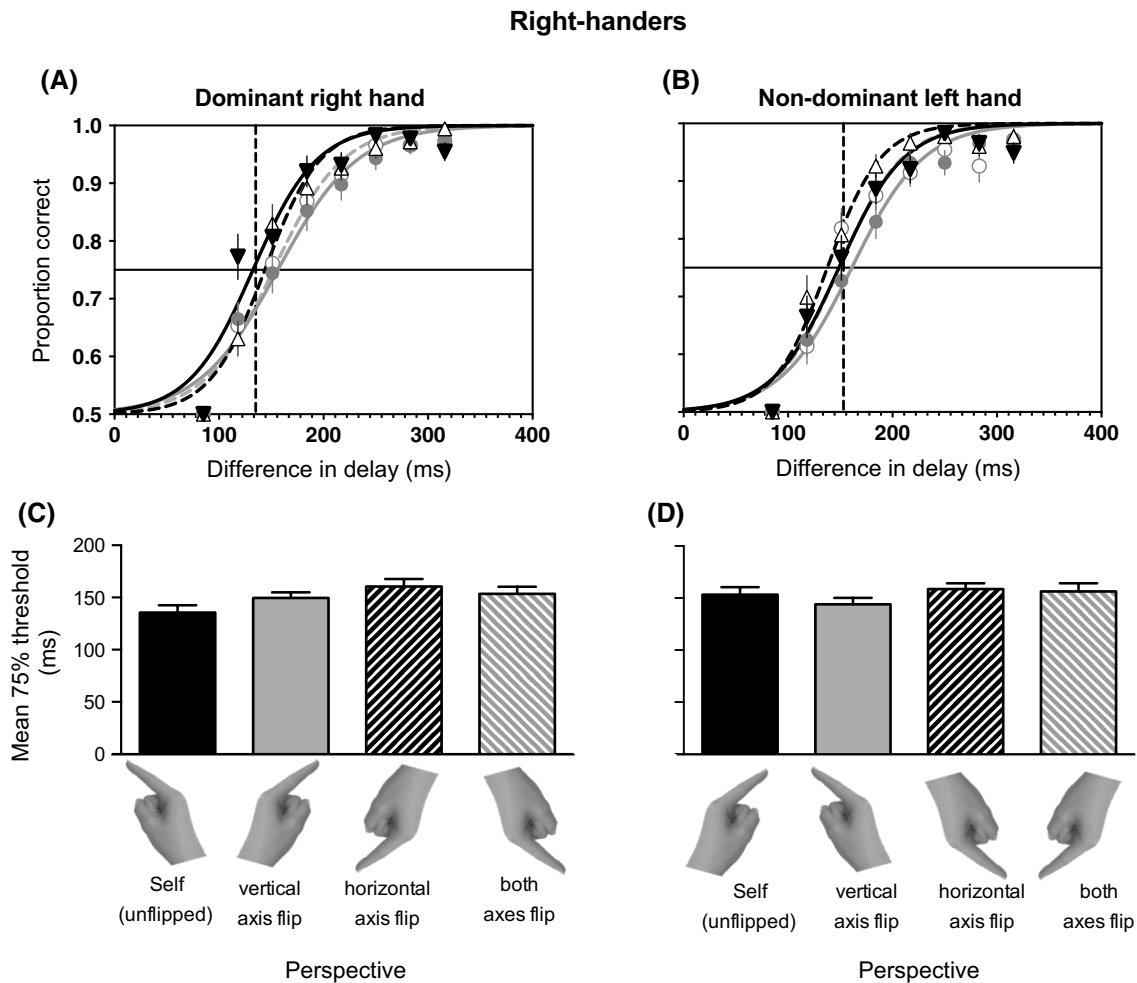 Right-handers
(A)
Dominant right hand
(B)
Non-dominant left hand
Proportion correct
1.0
0.9
0.8
0.7
0.6
0.5
0
100
200
300
400
0
100
200
300
400
Difference in delay (ms)
Difference in delay (ms)
(C)
(D)
Mean 75% threshold
(ms)
200
150
100
50
0
Self
(unflipped)
vertical
axis flip
horizontal
axis flip
both
axes flip
Self
(unflipped)
vertical
axis flip
horizontal
axis flip
both
axes flip
Perspective
Perspective